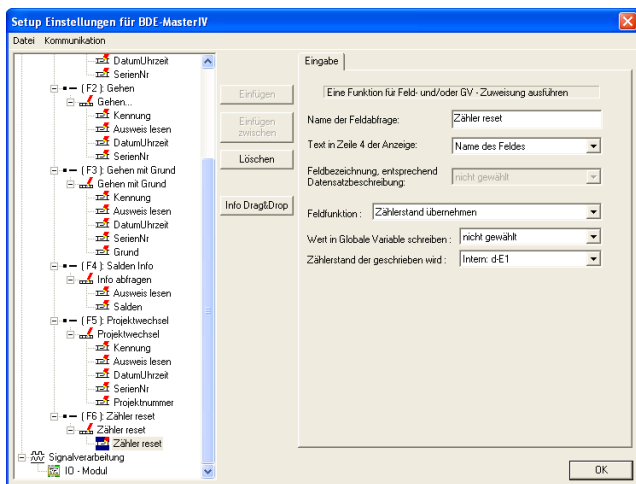 Setup Einstellungen für BDE-MasterIV
Datei Kommunikation
DatumUhrzeit
SerienNr
( F2 ): Gehen
Gehen...
Kennung
Ausweis lesen
DatumUhrzeit
SerienNr
( F3 ): Gehen mit Grund
Gehen mit Grund
Kennung
Ausweis lesen
DatumUhrzeit
SerienNr
Grund
( F4 ): Salden Info
Info abfragen
Ausweis lesen
Salden
( F5 ): Projektwechsel
Projektwechsel
Kennung
Ausweis lesen
DatumUhrzeit
SerienNr
Projektnummer
( F6 ): Zähler reset
Zähler reset
Zähler reset
Signalverarbeitung
IO - Modul
Einfügen
Einfügen
zwischen
Löschen
Info Drag&Drop
Eingabe
Eine Funktion für Feld- und/oder GV - Zuweisung ausführen
Name der Feldabfrage: Zähler reset
Text in Zeile 4 der Anzeige: Name des Feldes
Feldbezeichnung, entsprechend
Datensatzbeschreibung: nicht gewählt
Feldfunktion : Zählerstand übernehmen
Wert in Globale Variable schreiben : nicht gewählt
Zählerstand der geschrieben wird : Intern: d-E1
OK